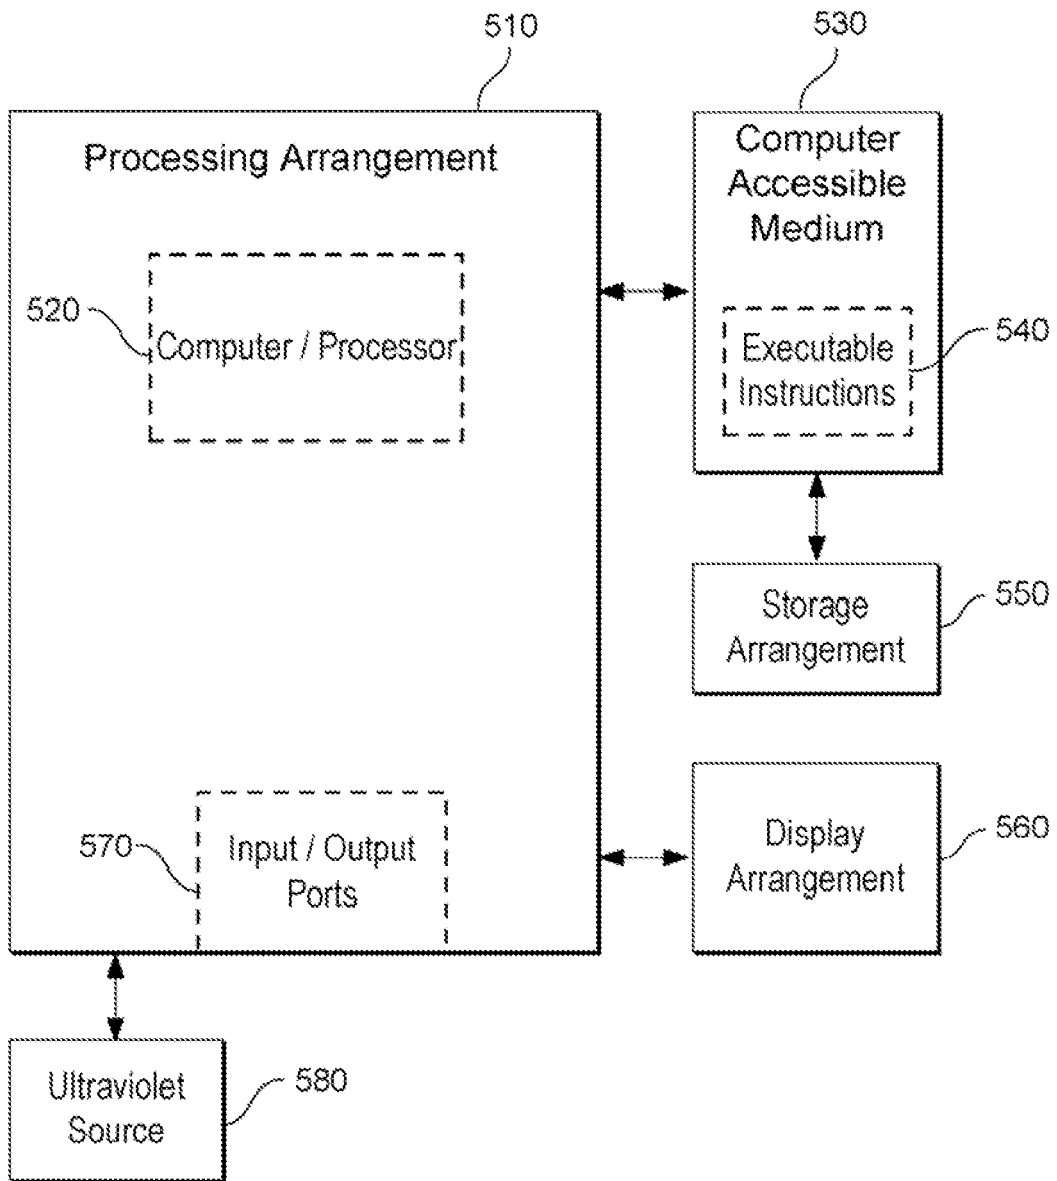 510
530
Processing Arrangement
Computer
Accessible
Medium
520
Computer / Processor
540
Executable
Instructions
550
Storage
Arrangement
570
Input / Output
Ports
560
Display
Arrangement
580
Ultraviolet
Source